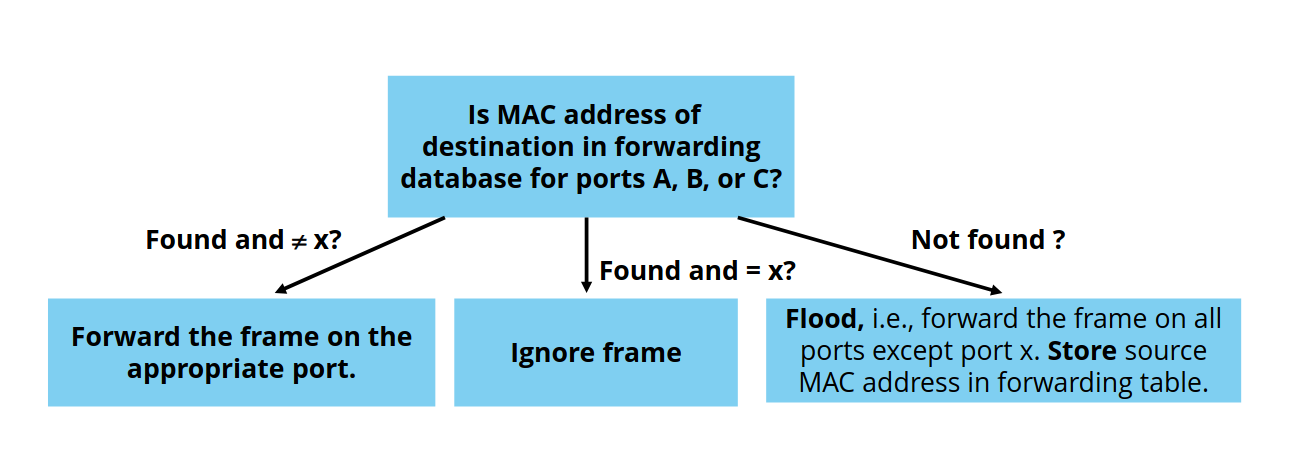 Is MAC address of
destination in forwarding
database for ports A, B, or C?
Found and ≠ x?
Not found ?
Found and = x?
Forward the frame on the
appropriate port.
Ignore frame
Flood, i.e., forward the frame on all
ports except port x. Store source
MAC address in forwarding table.